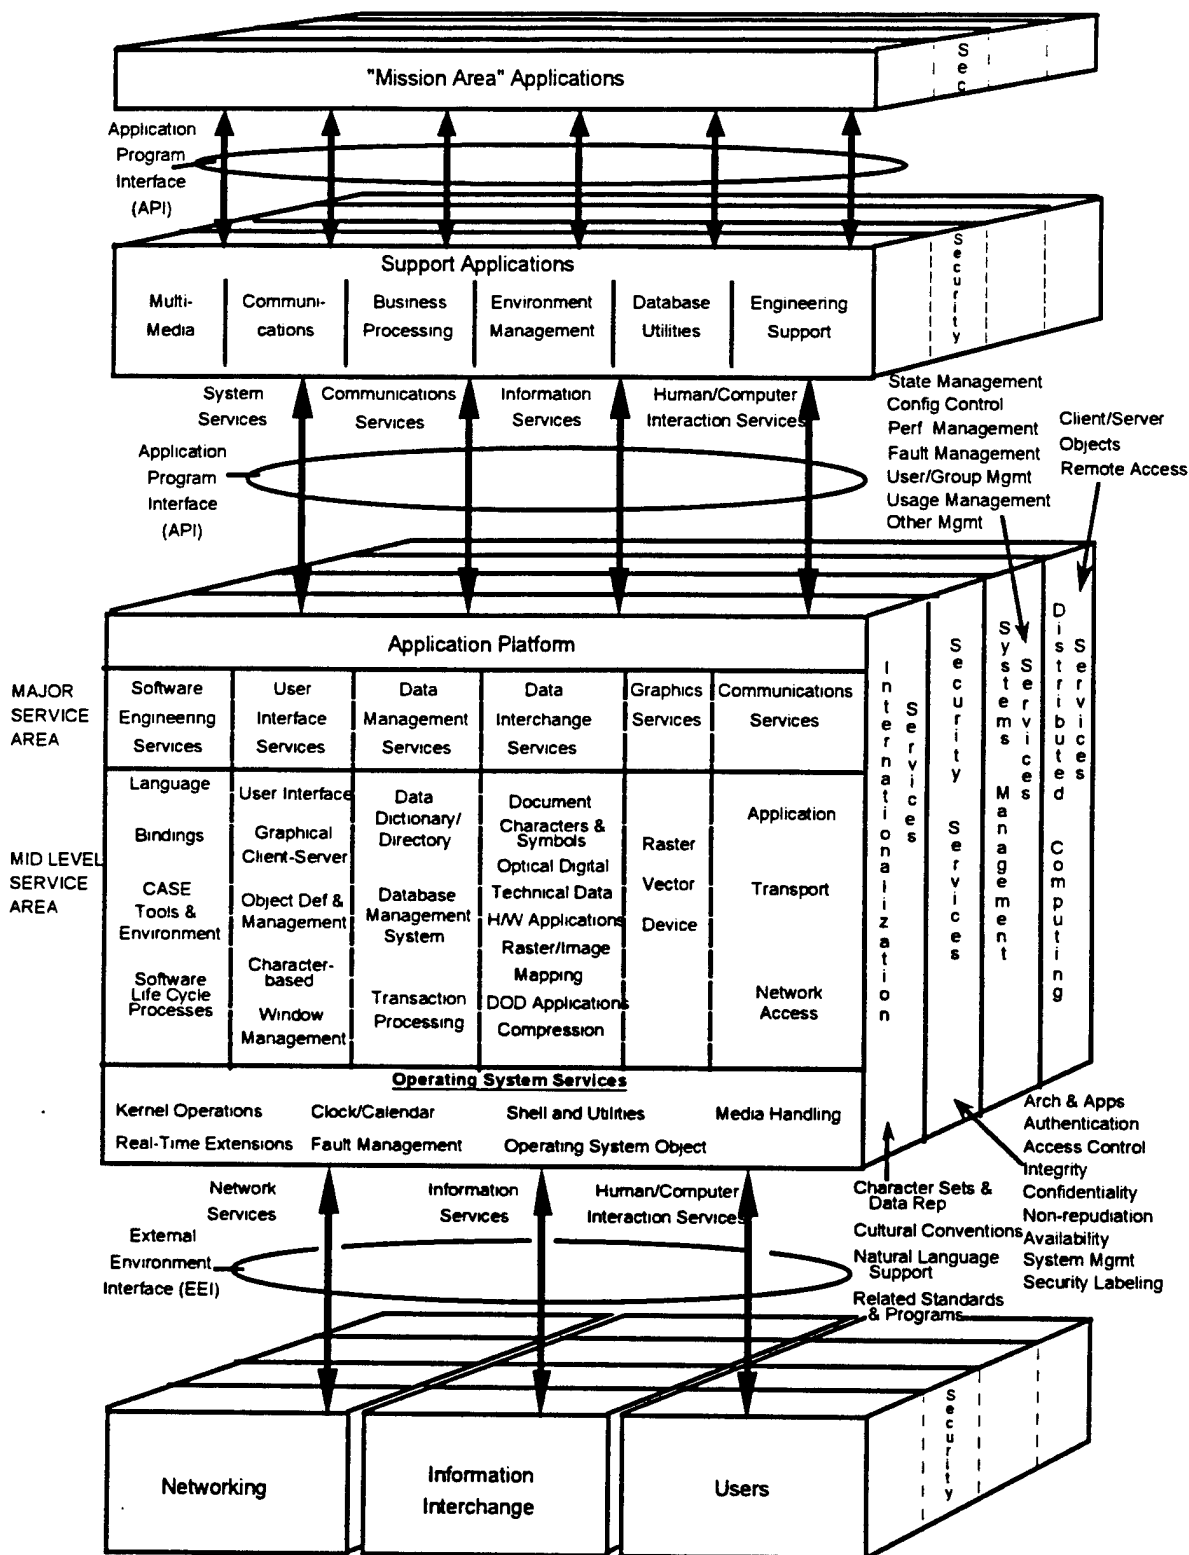 "Mission Area" Applications
Sec
Application
Program
Interface
(API)
Support Applications
Multi-
Media
Communi-
cations
Business
Processing
Environment
Management
Database
Utilities
Engineering
Support
Security
System
Services
Communications
Services
Information
Services
Human/Computer
Interaction Services
Application
Program
Interface
(API)
State Management
Config Control
Perf Management
Fault Management
User/Group Mgmt
Usage Management
Other Mgmt
Client/Server
Objects
Remote Access
Application Platform
MAJOR
SERVICE
AREA
Software
Engineering
Services
User
Interface
Services
Data
Management
Services
Data
Interchange
Services
Graphics
Services
Communications
Services
MID LEVEL
SERVICE
AREA
Language
Bindings
CASE
Tools &
Environment
Software
Life Cycle
Processes
User Interface
Graphical
Client-Server
Object Def &
Management
Character-
based
Window
Management
Data
Dictionary/
Directory
Database
Management
System
Transaction
Processing
Document
Characters &
Symbols
Optical Digital
Technical Data
H/W Applications
Raster/Image
Mapping
DOD Applications
Compression
Raster
Vector
Device
Application
Transport
Network
Access
Internationalization
Services
Security Services
Systems Management
Services
Distributed Computing
Services
Operating System Services
Kernel Operations
Clock/Calendar
Shell and Utilities
Media Handling
Real-Time Extensions
Fault Management
Operating System Object
Network
Services
Information
Services
Human/Computer
Interaction Services
External
Environment
Interface (EEI)
Character Sets &
Data Rep
Cultural Conventions
Natural Language
Support
Related Standards
& Programs
Arch & Apps
Authentication
Access Control
Integrity
Confidentiality
Non-repudiation
Availability
System Mgmt
Security Labeling
Networking
Information
Interchange
Users
Security